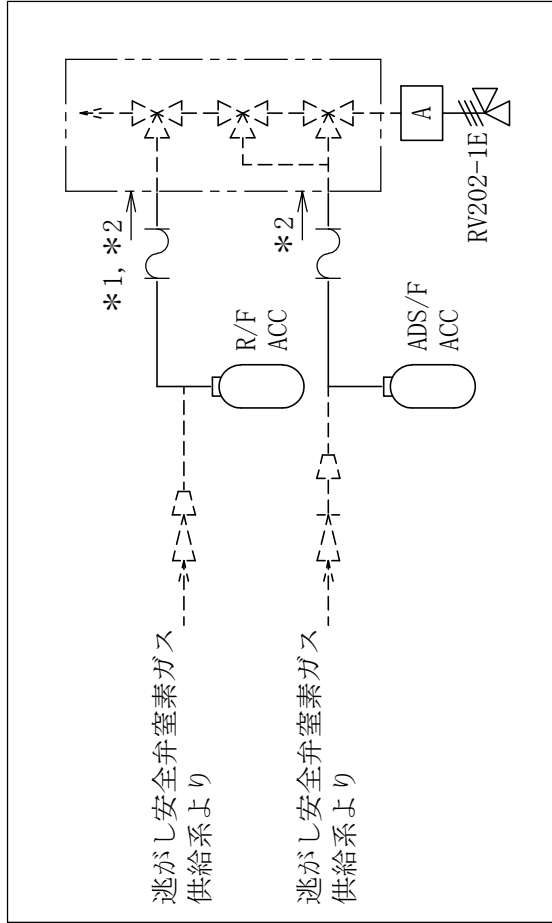 逃がし安全弁窒素ガス
供給系より
R/F
ACC
*1, *2
逃がし安全弁窒素ガス
供給系より
ADS/F
ACC
*2
A
RV202-1E